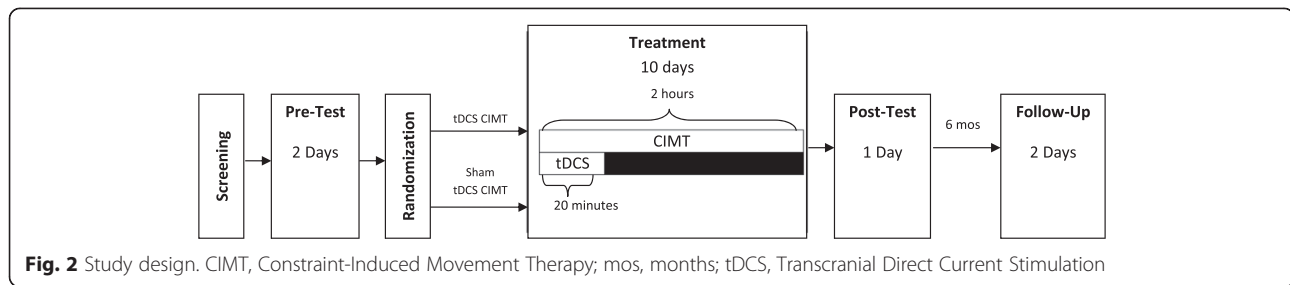 Screening
Pre-Test
2 Days
Randomization
tDCS CIMT
Sham
tDCS CIMT
Treatment
10 days
2 hours
CIMT
tDCS
20 minutes
Post-Test
1 Day
6 mos
Follow-Up
2 Days
Fig. 2 Study design. CIMT, Constraint-Induced Movement Therapy; mos, months; tDCS, Transcranial Direct Current Stimulation